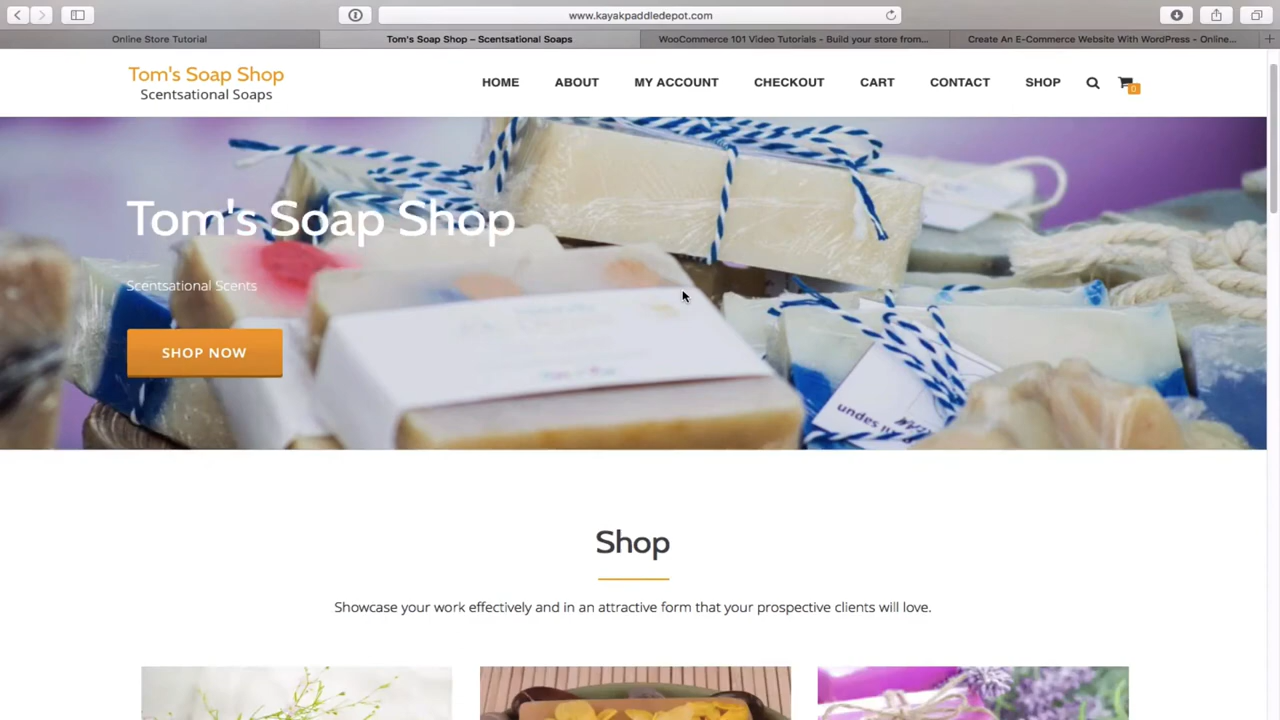 www.kayakpaddledepot.com
Online Store Tutorial
Tom's Soap Shop – Scentsational Soaps
WooCommerce 101 Video Tutorials - Build your store from...
Create An E-Commerce Website With WordPress - Online...
Tom's Soap Shop
Scentsational Soaps
HOME
ABOUT
MY ACCOUNT
CHECKOUT
CART
CONTACT
SHOP
0
Tom's Soap Shop
Scentsational Scents
SHOP NOW
Shop
Showcase your work effectively and in an attractive form that your prospective clients will love.